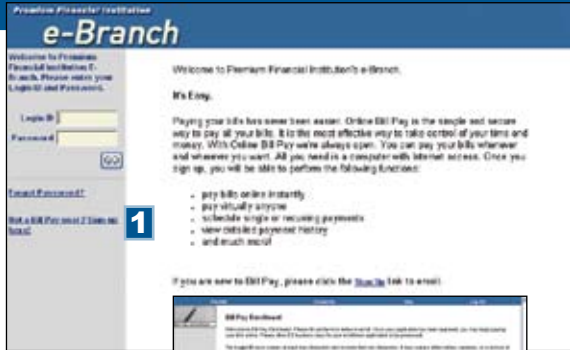 Premium Financial Institution
e-Branch
Welcome to Premium
Financial Institution E-
Branch. Please enter your
Login ID and Password.
Login ID
Password
GO
Forgot Password?
Not a Bill Pay user? Sign up
here!
1
Welcome to Premium Financial Institution's e-Branch.
It's Easy.
Paying your bills has never been easier. Online Bill Pay is the simple and secure
way to pay all your bills. It is the most effective way to take control of your time and
money. With Online Bill Pay we're always open. You can pay your bills whenever
and wherever you want. All you need is a computer with Internet access. Once you
sign up, you will be able to perform the following functions:
pay bills online instantly
pay virtually anyone
schedule single or recurring payments
view detailed payment history
and much more!
If you are new to Bill Pay, please click the Sign Up link to enroll.
Bill Pay Enrollment